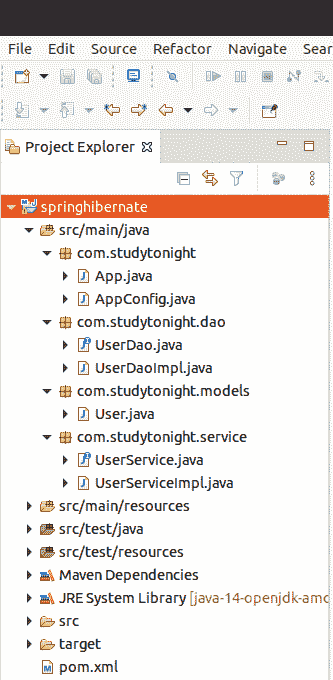 File Edit Source Refactor Navigate Sear
Project Explorer
springhibernate
src/main/java
com.studytonight
App.java
AppConfig.java
com.studytonight.dao
UserDao.java
UserDaoImpl.java
com.studytonight.models
User.java
com.studytonight.service
UserService.java
UserServiceImpl.java
src/main/resources
src/test/java
src/test/resources
Maven Dependencies
JRE System Library [java-14-openjdk-amd
src
target
pom.xml